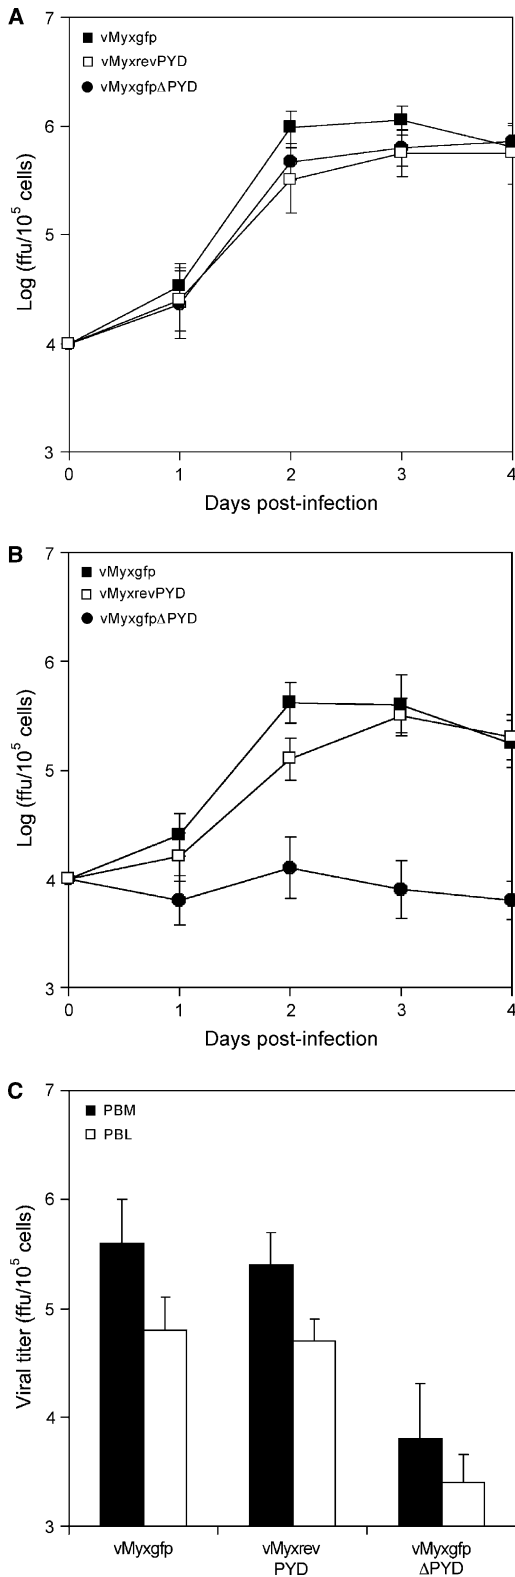 A
7
vMyxgfp
vMyxrevPYD
vMyxgfpΔPYD
6
5
4
3
Log (ffu/10⁵ cells)
0 1 2 3 4
Days post-infection
B
7
vMyxgfp
vMyxrevPYD
vMyxgfpΔPYD
6
5
4
3
Log (ffu/10⁵ cells)
0 1 2 3 4
Days post-infection
C
7
PBM
PBL
6
5
4
3
Viral titer (ffu/10⁵ cells)
vMyxgfp vMyxrev vMyxgfp
PYD ΔPYD